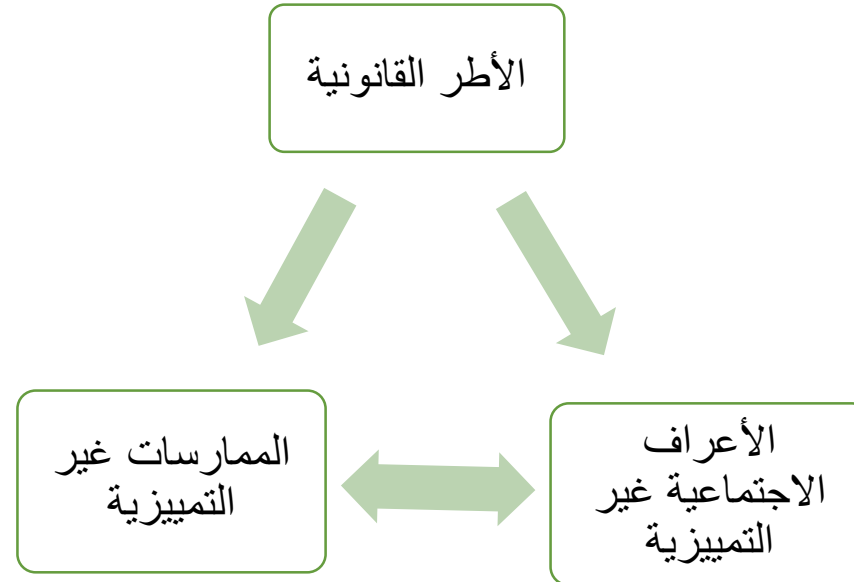 الأطر القانونية
الأعراف
الاجتماعية غير
التمييزية
الممارسات غير
التمييزية